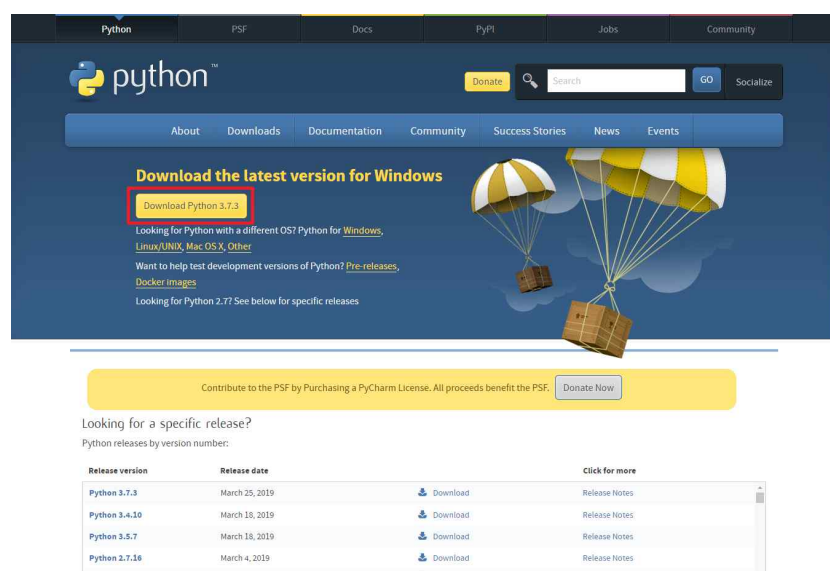 Python PSF Docs PyPI Jobs Community
python™
Donate Search GO Socialize
About Downloads Documentation Community Success Stories News Events
Download the latest version for Windows
Download Python 3.7.3
Looking for Python with a different OS? Python for Windows,
Linux/UNIX, Mac OS X, Other
Want to help test development versions of Python? Pre-releases,
Docker images
Looking for Python 2.7? See below for specific releases
Contribute to the PSF by Purchasing a PyCharm License. All proceeds benefit the PSF. Donate Now
Looking for a specific release?
Python releases by version number:
Release version Release date Click for more
Python 3.7.3 March 25, 2019 Download Release Notes
Python 3.4.10 March 18, 2019 Download Release Notes
Python 3.5.7 March 18, 2019 Download Release Notes
Python 2.7.16 March 4, 2019 Download Release Notes